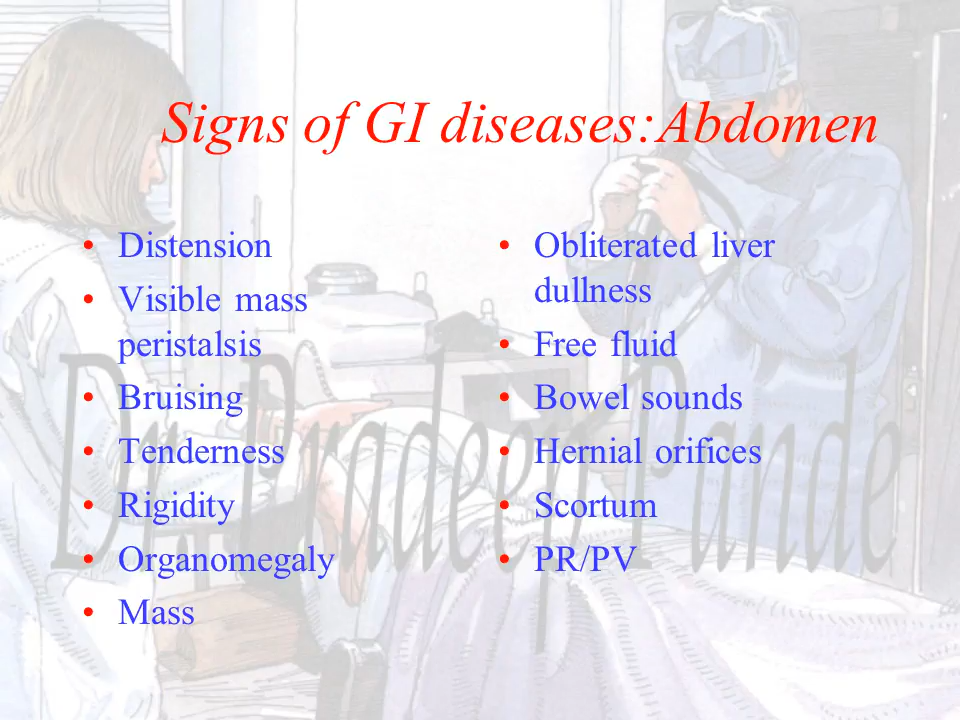 Signs of GI diseases:Abdomen
• Distension
• Visible mass
peristalsis
• Bruising
• Tenderness
• Rigidity
• Organomegaly
• Mass
• Obliterated liver
dullness
• Free fluid
• Bowel sounds
• Hernial orifices
• Scortum
• PR/PV
Dr. Pradeep Pande